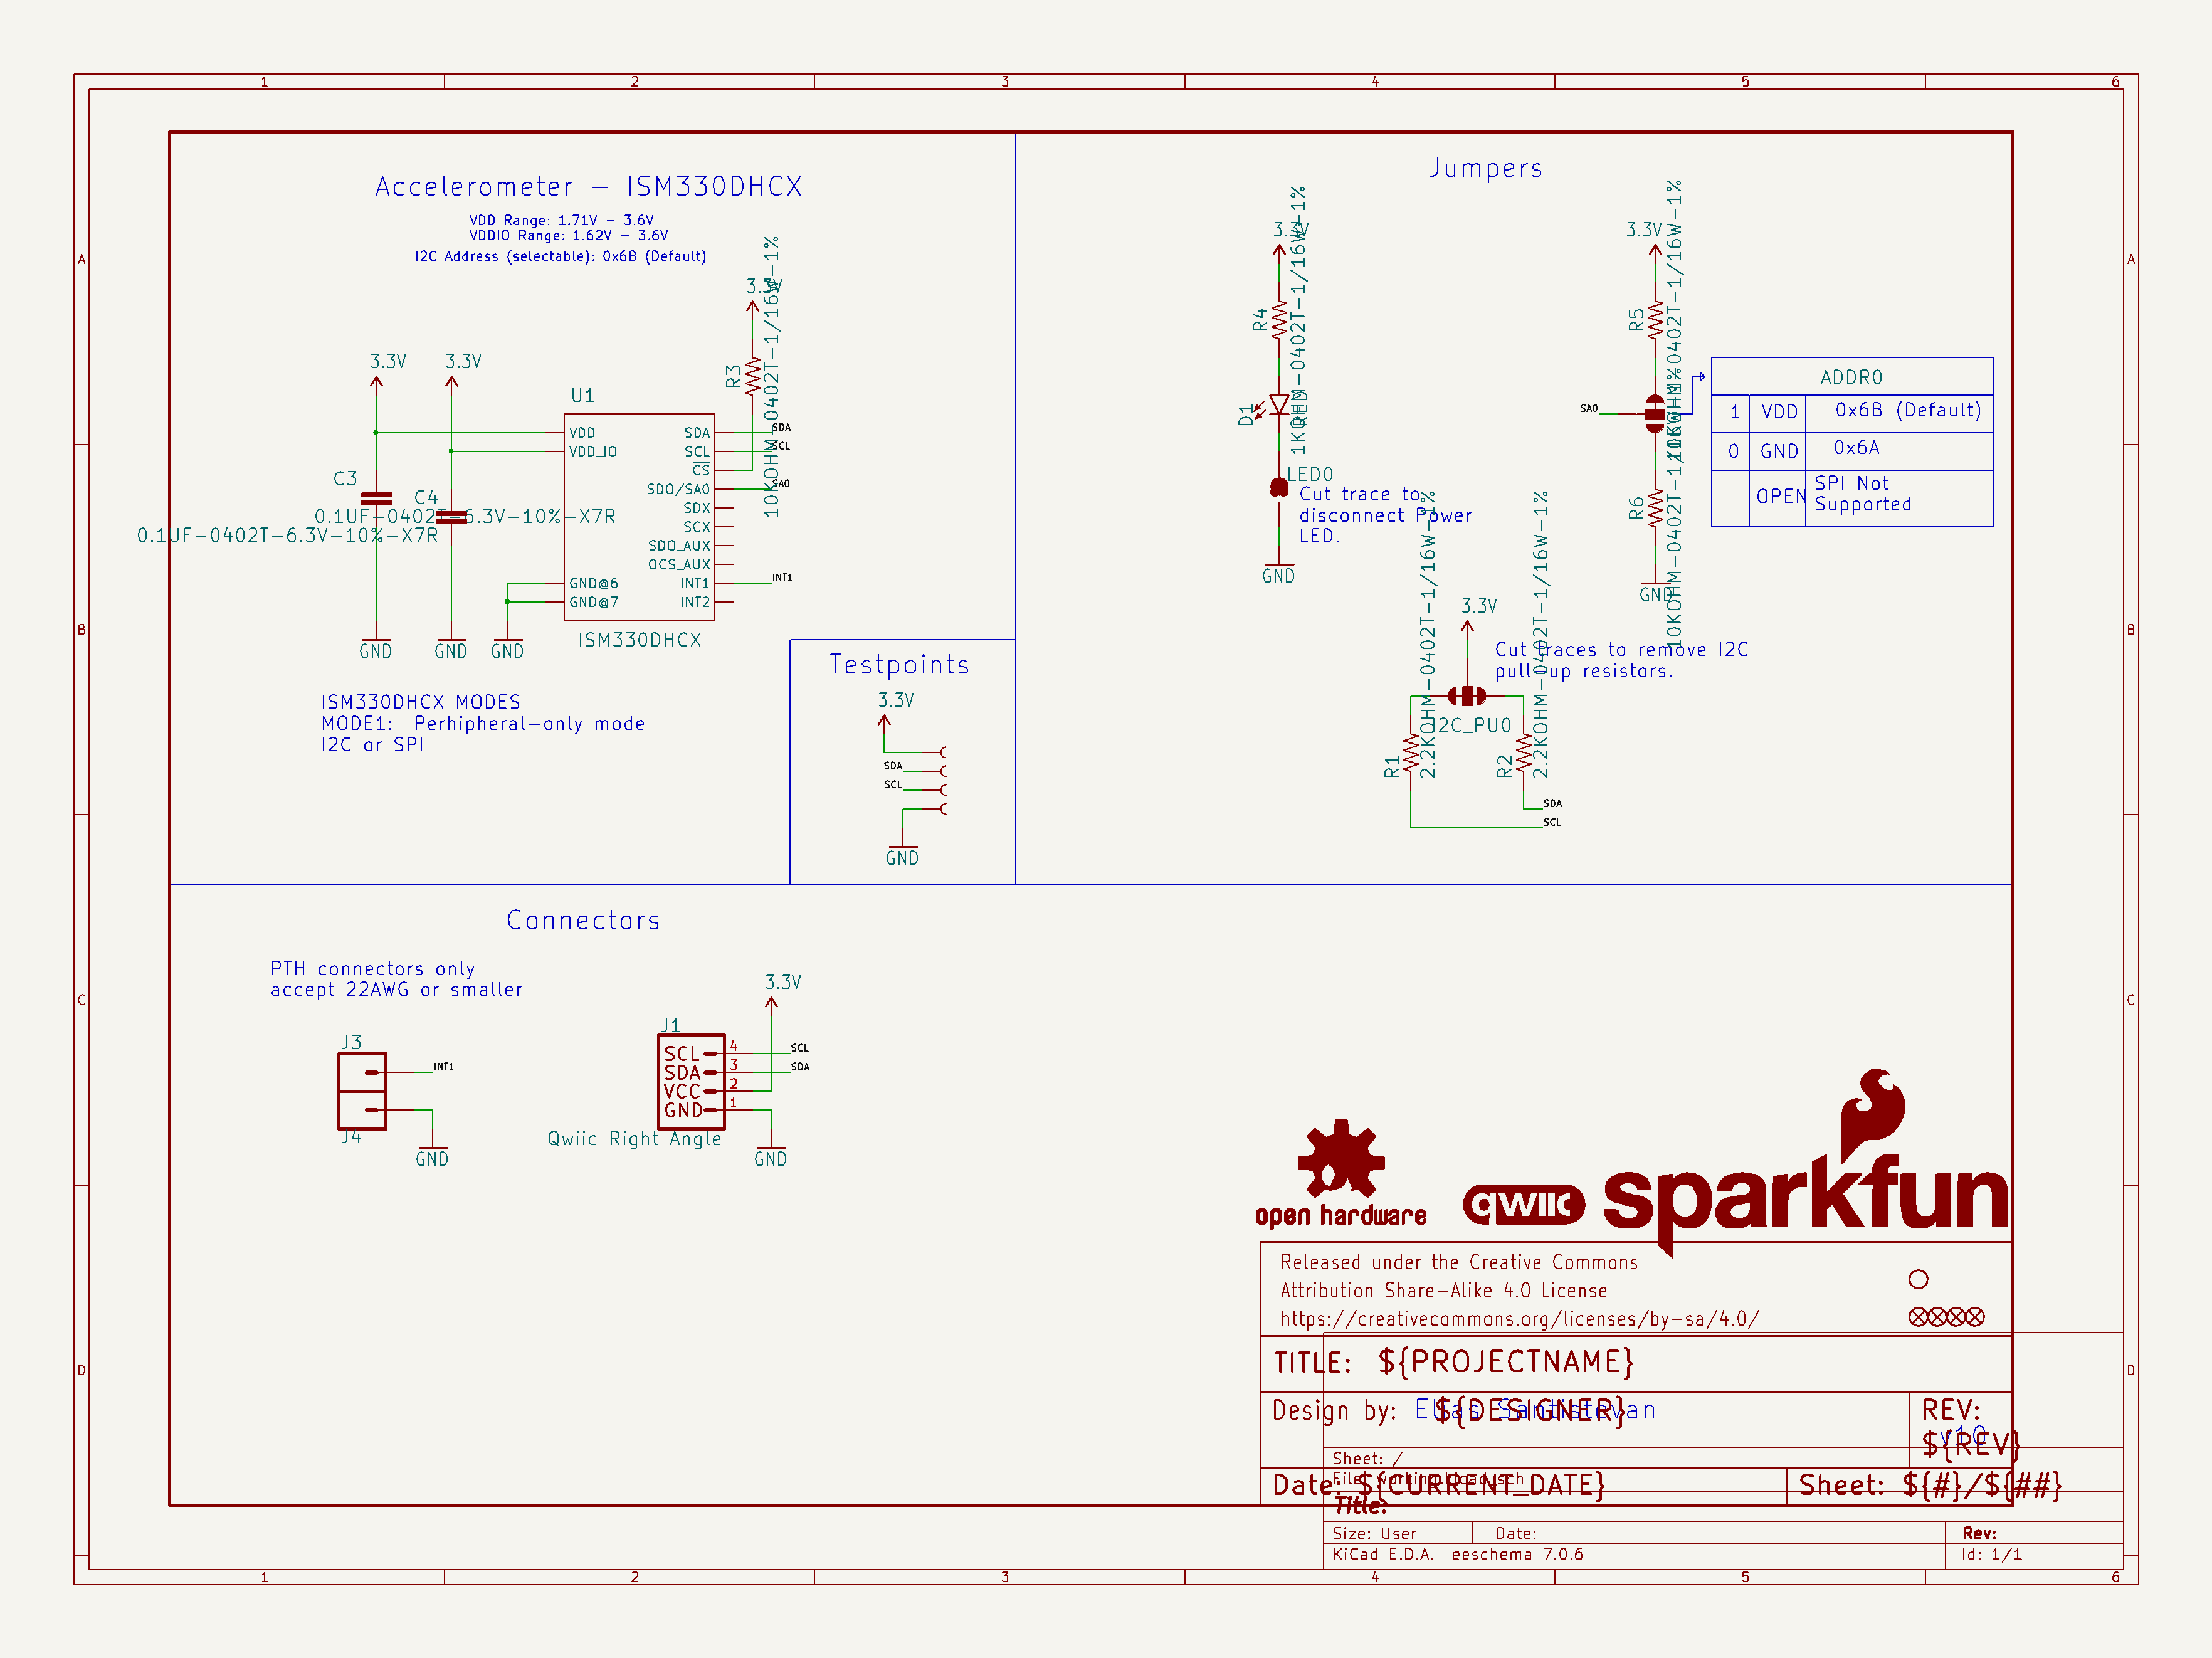 1 2 3 4 5 6
A
B
C
D
A
B
C
D
Accelerometer - ISM330DHCX
VDD Range: 1.71V - 3.6V
VDDIO Range: 1.62V - 3.6V
I2C Address (selectable): 0x6B (Default)
3.3V
R3
10KOHM-0402T-1/16W-1%
3.3V
3.3V
U1
VDD
VDD_IO
GND@6
GND@7
SDA
SCL
CS
SDO/SA0
SDX
SCX
SDO_AUX
OCS_AUX
INT1
INT2
SDA
SCL
SA0
INT1
ISM330DHCX
C3
C4
0.1UF-0402T-6.3V-10%-X7R
0.1UF-0402T-6.3V-10%-X7R
GND
GND
GND
ISM330DHCX MODES
MODE1:  Perhipheral-only mode
I2C or SPI
Testpoints
3.3V
SDA
SCL
GND
Jumpers
3.3V
R4
1KOHM-0402T-1/16W-1%
D1
RED
LED0
Cut trace to
disconnect Power
LED.
GND
3.3V
R5
10KOHM-0402T-1/16W-1%
SA0
R6
10KOHM-0402T-1/16W-1%
GND
ADDR0
1 VDD 0x6B (Default)
0 GND 0x6A
OPEN SPI Not
Supported
3.3V
Cut traces to remove I2C
pull-up resistors.
I2C_PU0
R1
2.2KOHM-0402T-1/16W-1%
R2
2.2KOHM-0402T-1/16W-1%
SDA
SCL
Connectors
PTH connectors only
accept 22AWG or smaller
J3
INT1
J4
GND
3.3V
J1
SCL 4 SCL
SDA 3 SDA
VCC 2
GND 1
Qwiic Right Angle
GND
open hardware
qwiic
sparkfun
Released under the Creative Commons
Attribution Share-Alike 4.0 License
https://creativecommons.org/licenses/by-sa/4.0/
TITLE: ${PROJECTNAME}
Design by: Elias Santistevan
${DESIGNER}
REV:
v10
${REV}
Sheet: /
File: working.kicad_sch
Date: ${CURRENT_DATE}
Sheet: ${#}/${##}
Title:
Size: User Date: Rev:
KiCad E.D.A.  eeschema 7.0.6 Id: 1/1
1 2 3 4 5 6